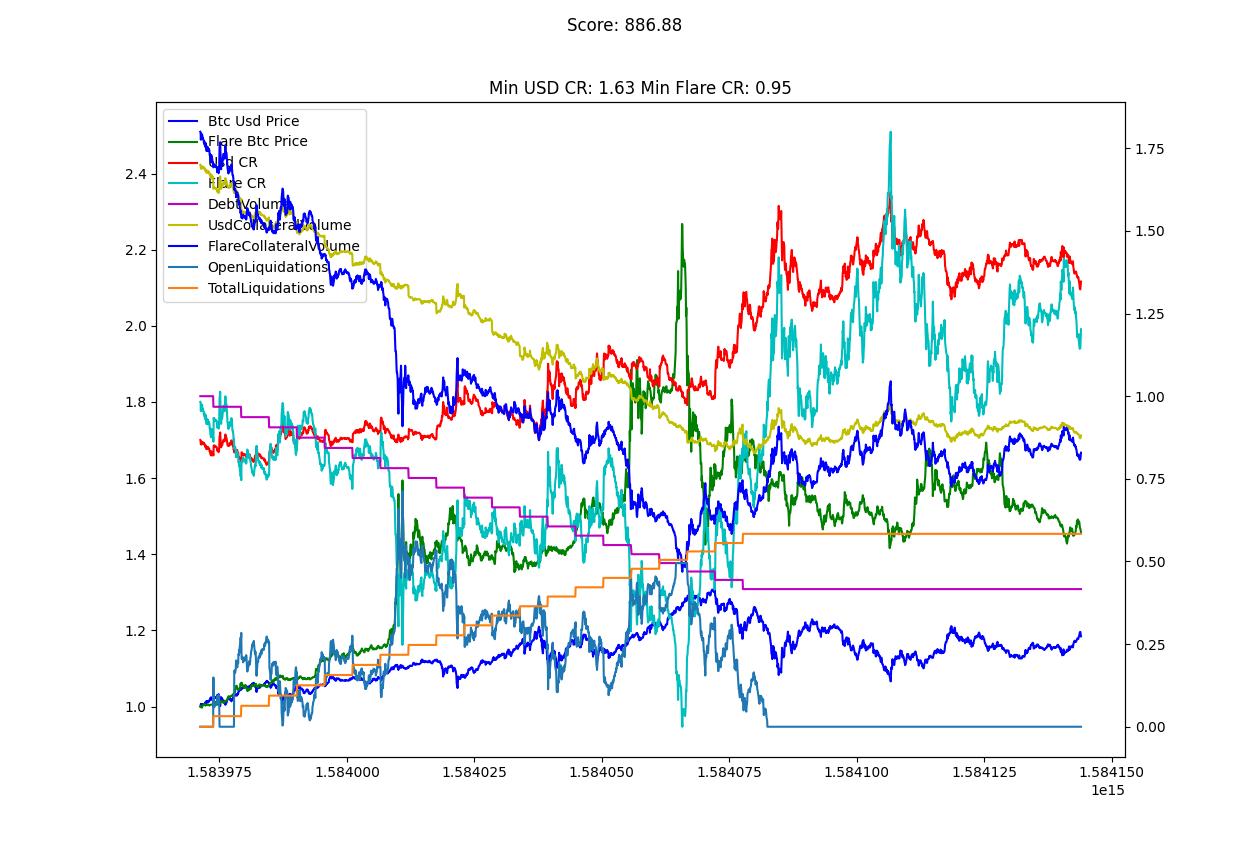 Score: 886.88
Min USD CR: 1.63 Min Flare CR: 0.95
Btc Usd Price
Flare Btc Price
Usd CR
Flare CR
DebtVolume
UsdCollateralVolume
FlareCollateralVolume
OpenLiquidations
TotalLiquidations
2.4
2.2
2.0
1.8
1.6
1.4
1.2
1.0
1.75
1.50
1.25
1.00
0.75
0.50
0.25
0.00
1.583975 1.584000 1.584025 1.584050 1.584075 1.584100 1.584125 1.584150
1e15